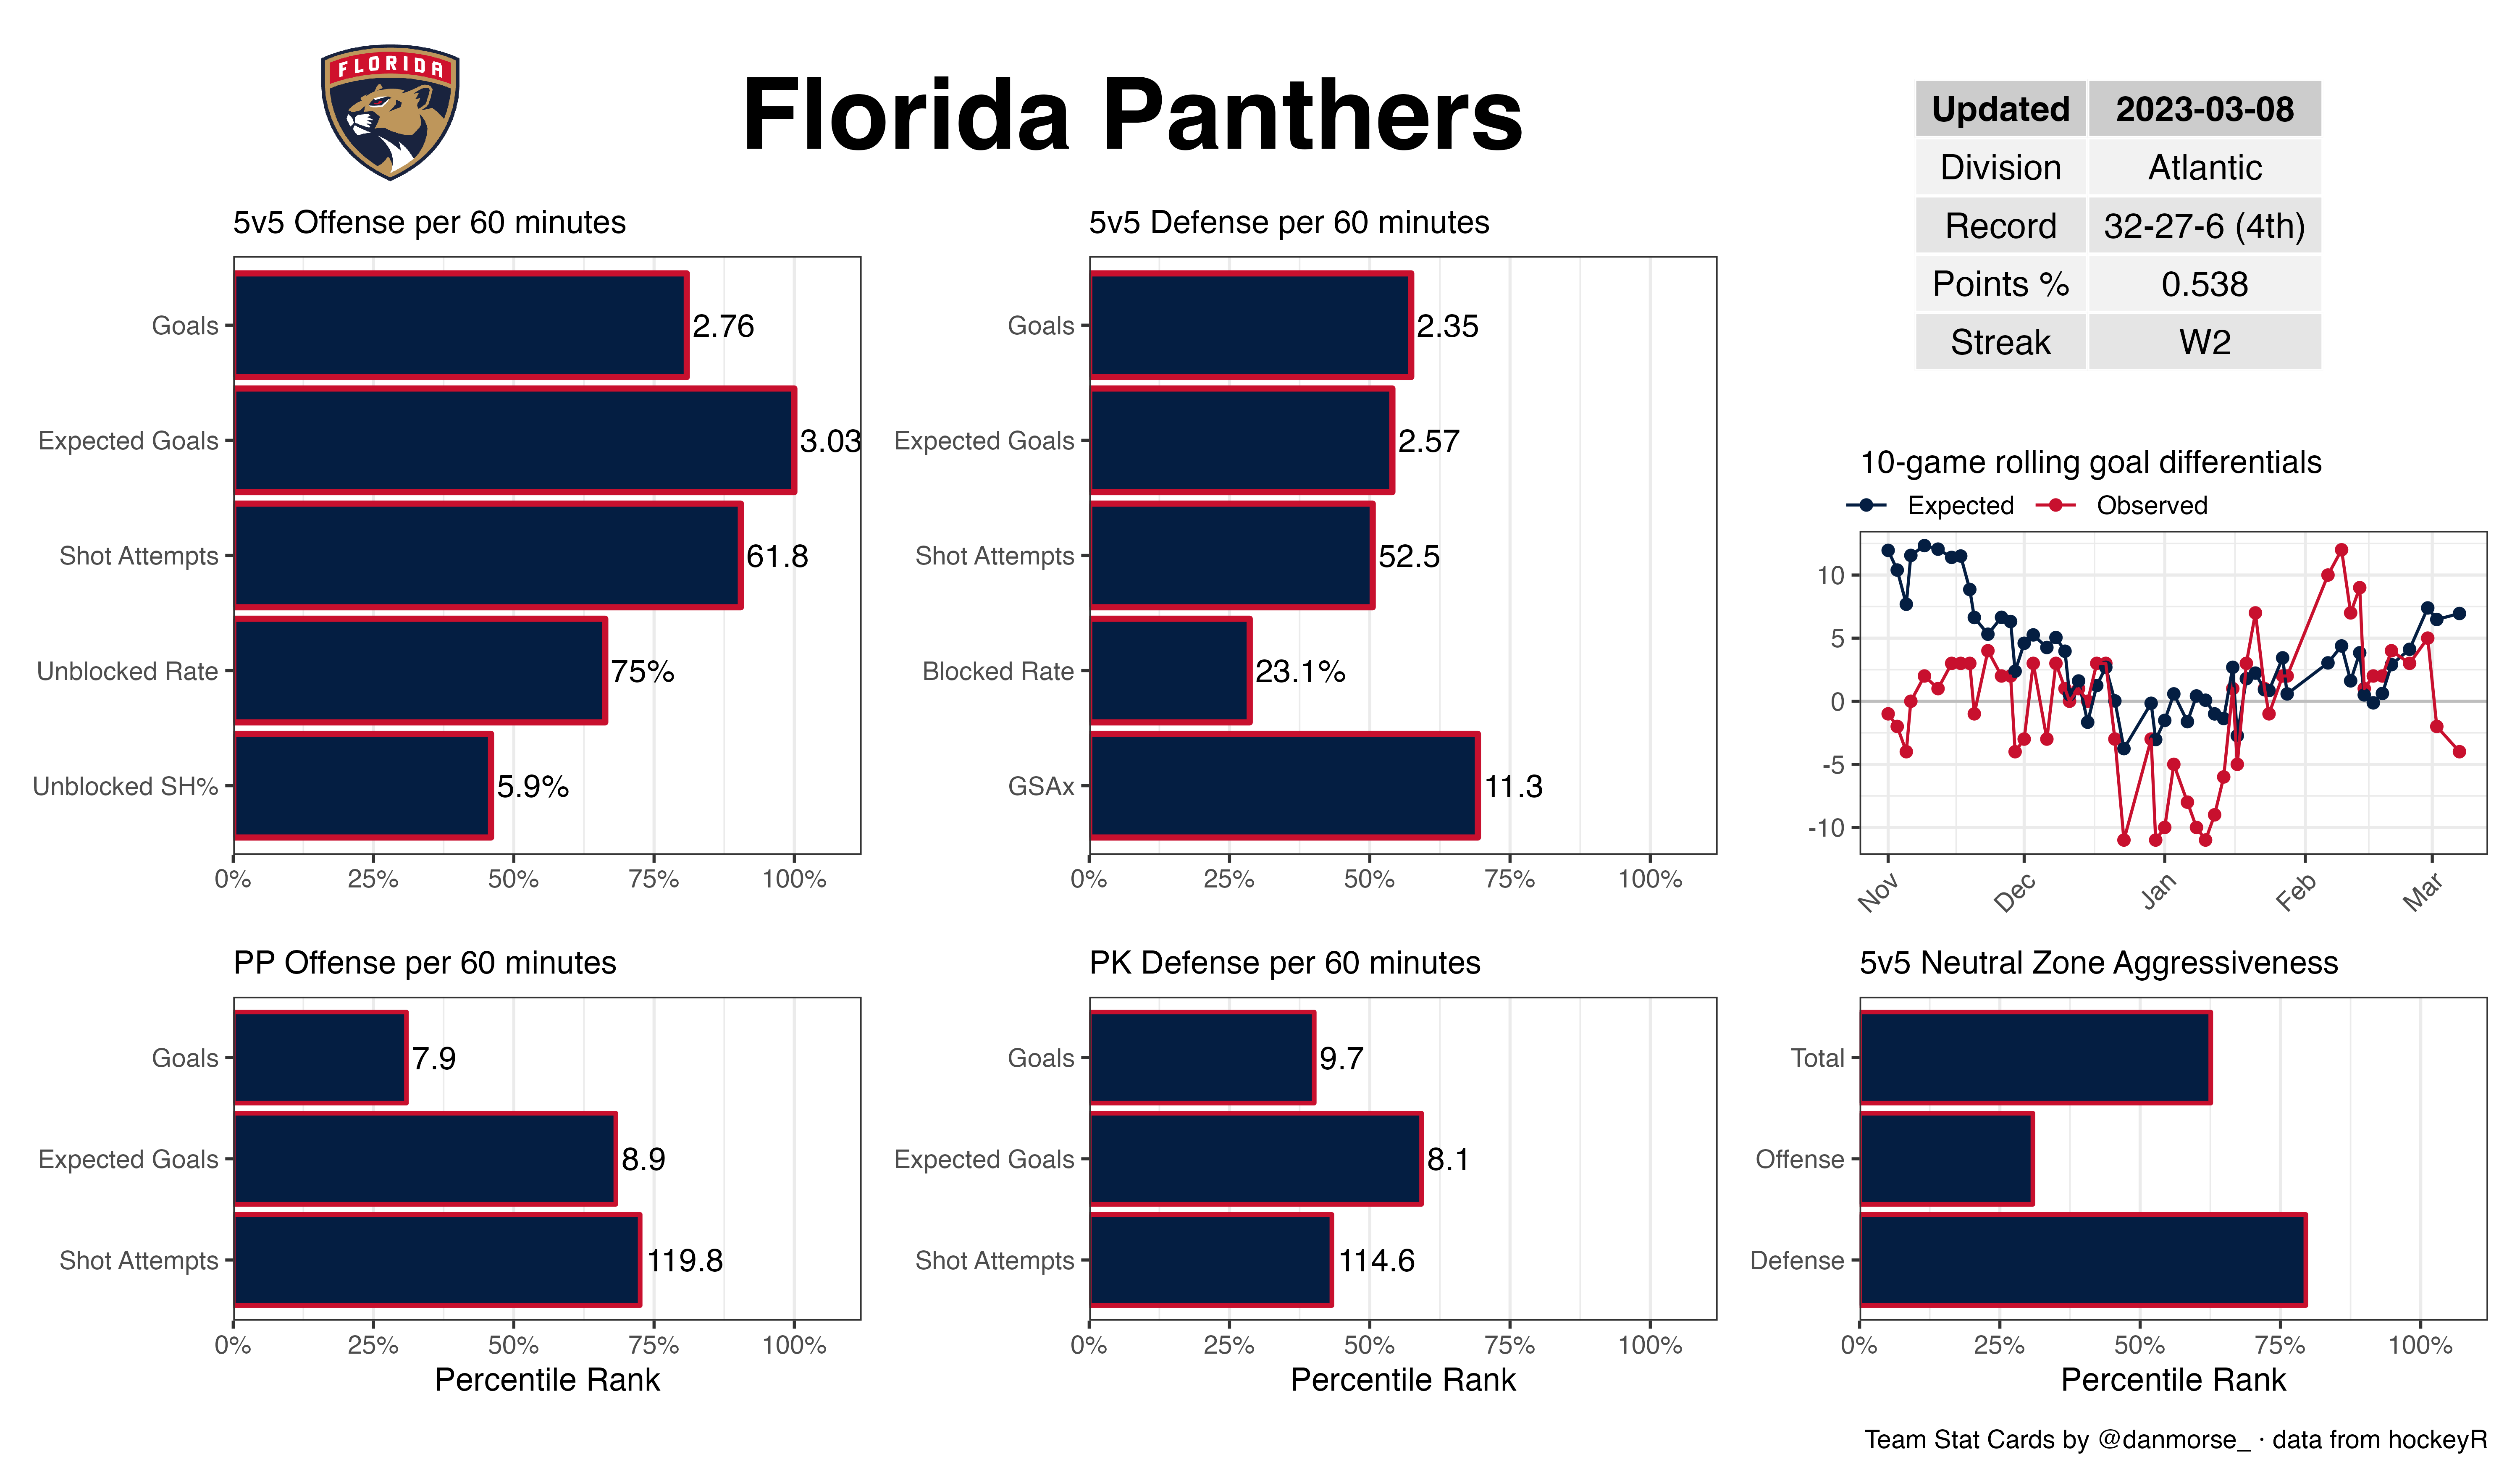 FLORIDA
Florida Panthers
Updated 2023-03-08
Division Atlantic
Record 32-27-6 (4th)
Points % 0.538
Streak W2
5v5 Offense per 60 minutes
Goals 2.76
Expected Goals 3.03
Shot Attempts 61.8
Unblocked Rate 75%
Unblocked SH% 5.9%
0% 25% 50% 75% 100%
5v5 Defense per 60 minutes
Goals 2.35
Expected Goals 2.57
Shot Attempts 52.5
Blocked Rate 23.1%
GSAx 11.3
0% 25% 50% 75% 100%
10-game rolling goal differentials
Expected Observed
10
5
0
-5
-10
Nov Dec Jan Feb Mar
PP Offense per 60 minutes
Goals 7.9
Expected Goals 8.9
Shot Attempts 119.8
0% 25% 50% 75% 100%
Percentile Rank
PK Defense per 60 minutes
Goals 9.7
Expected Goals 8.1
Shot Attempts 114.6
0% 25% 50% 75% 100%
Percentile Rank
5v5 Neutral Zone Aggressiveness
Total
Offense
Defense
0% 25% 50% 75% 100%
Percentile Rank
Team Stat Cards by @danmorse_ · data from hockeyR